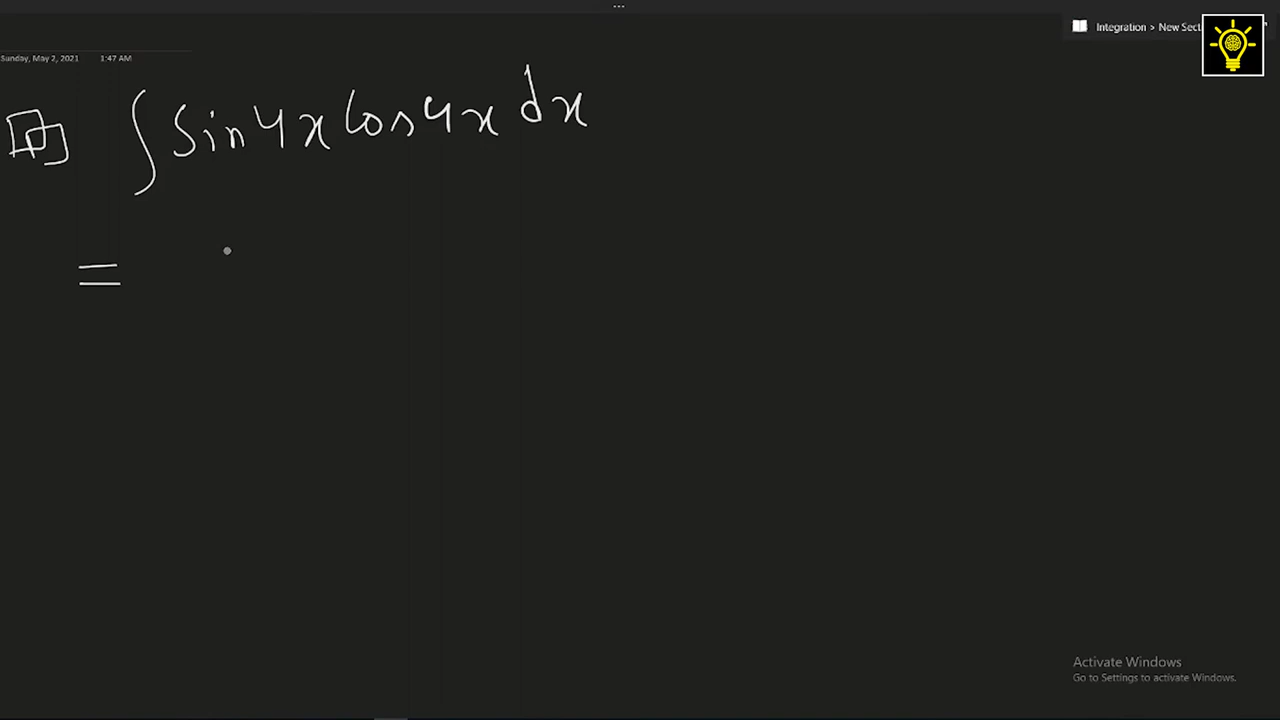 Integration > New Sect
Sunday, May 2, 2021 1:47 AM
∫ Sin4x Cos4x dx
=
Activate Windows
Go to Settings to activate Windows.